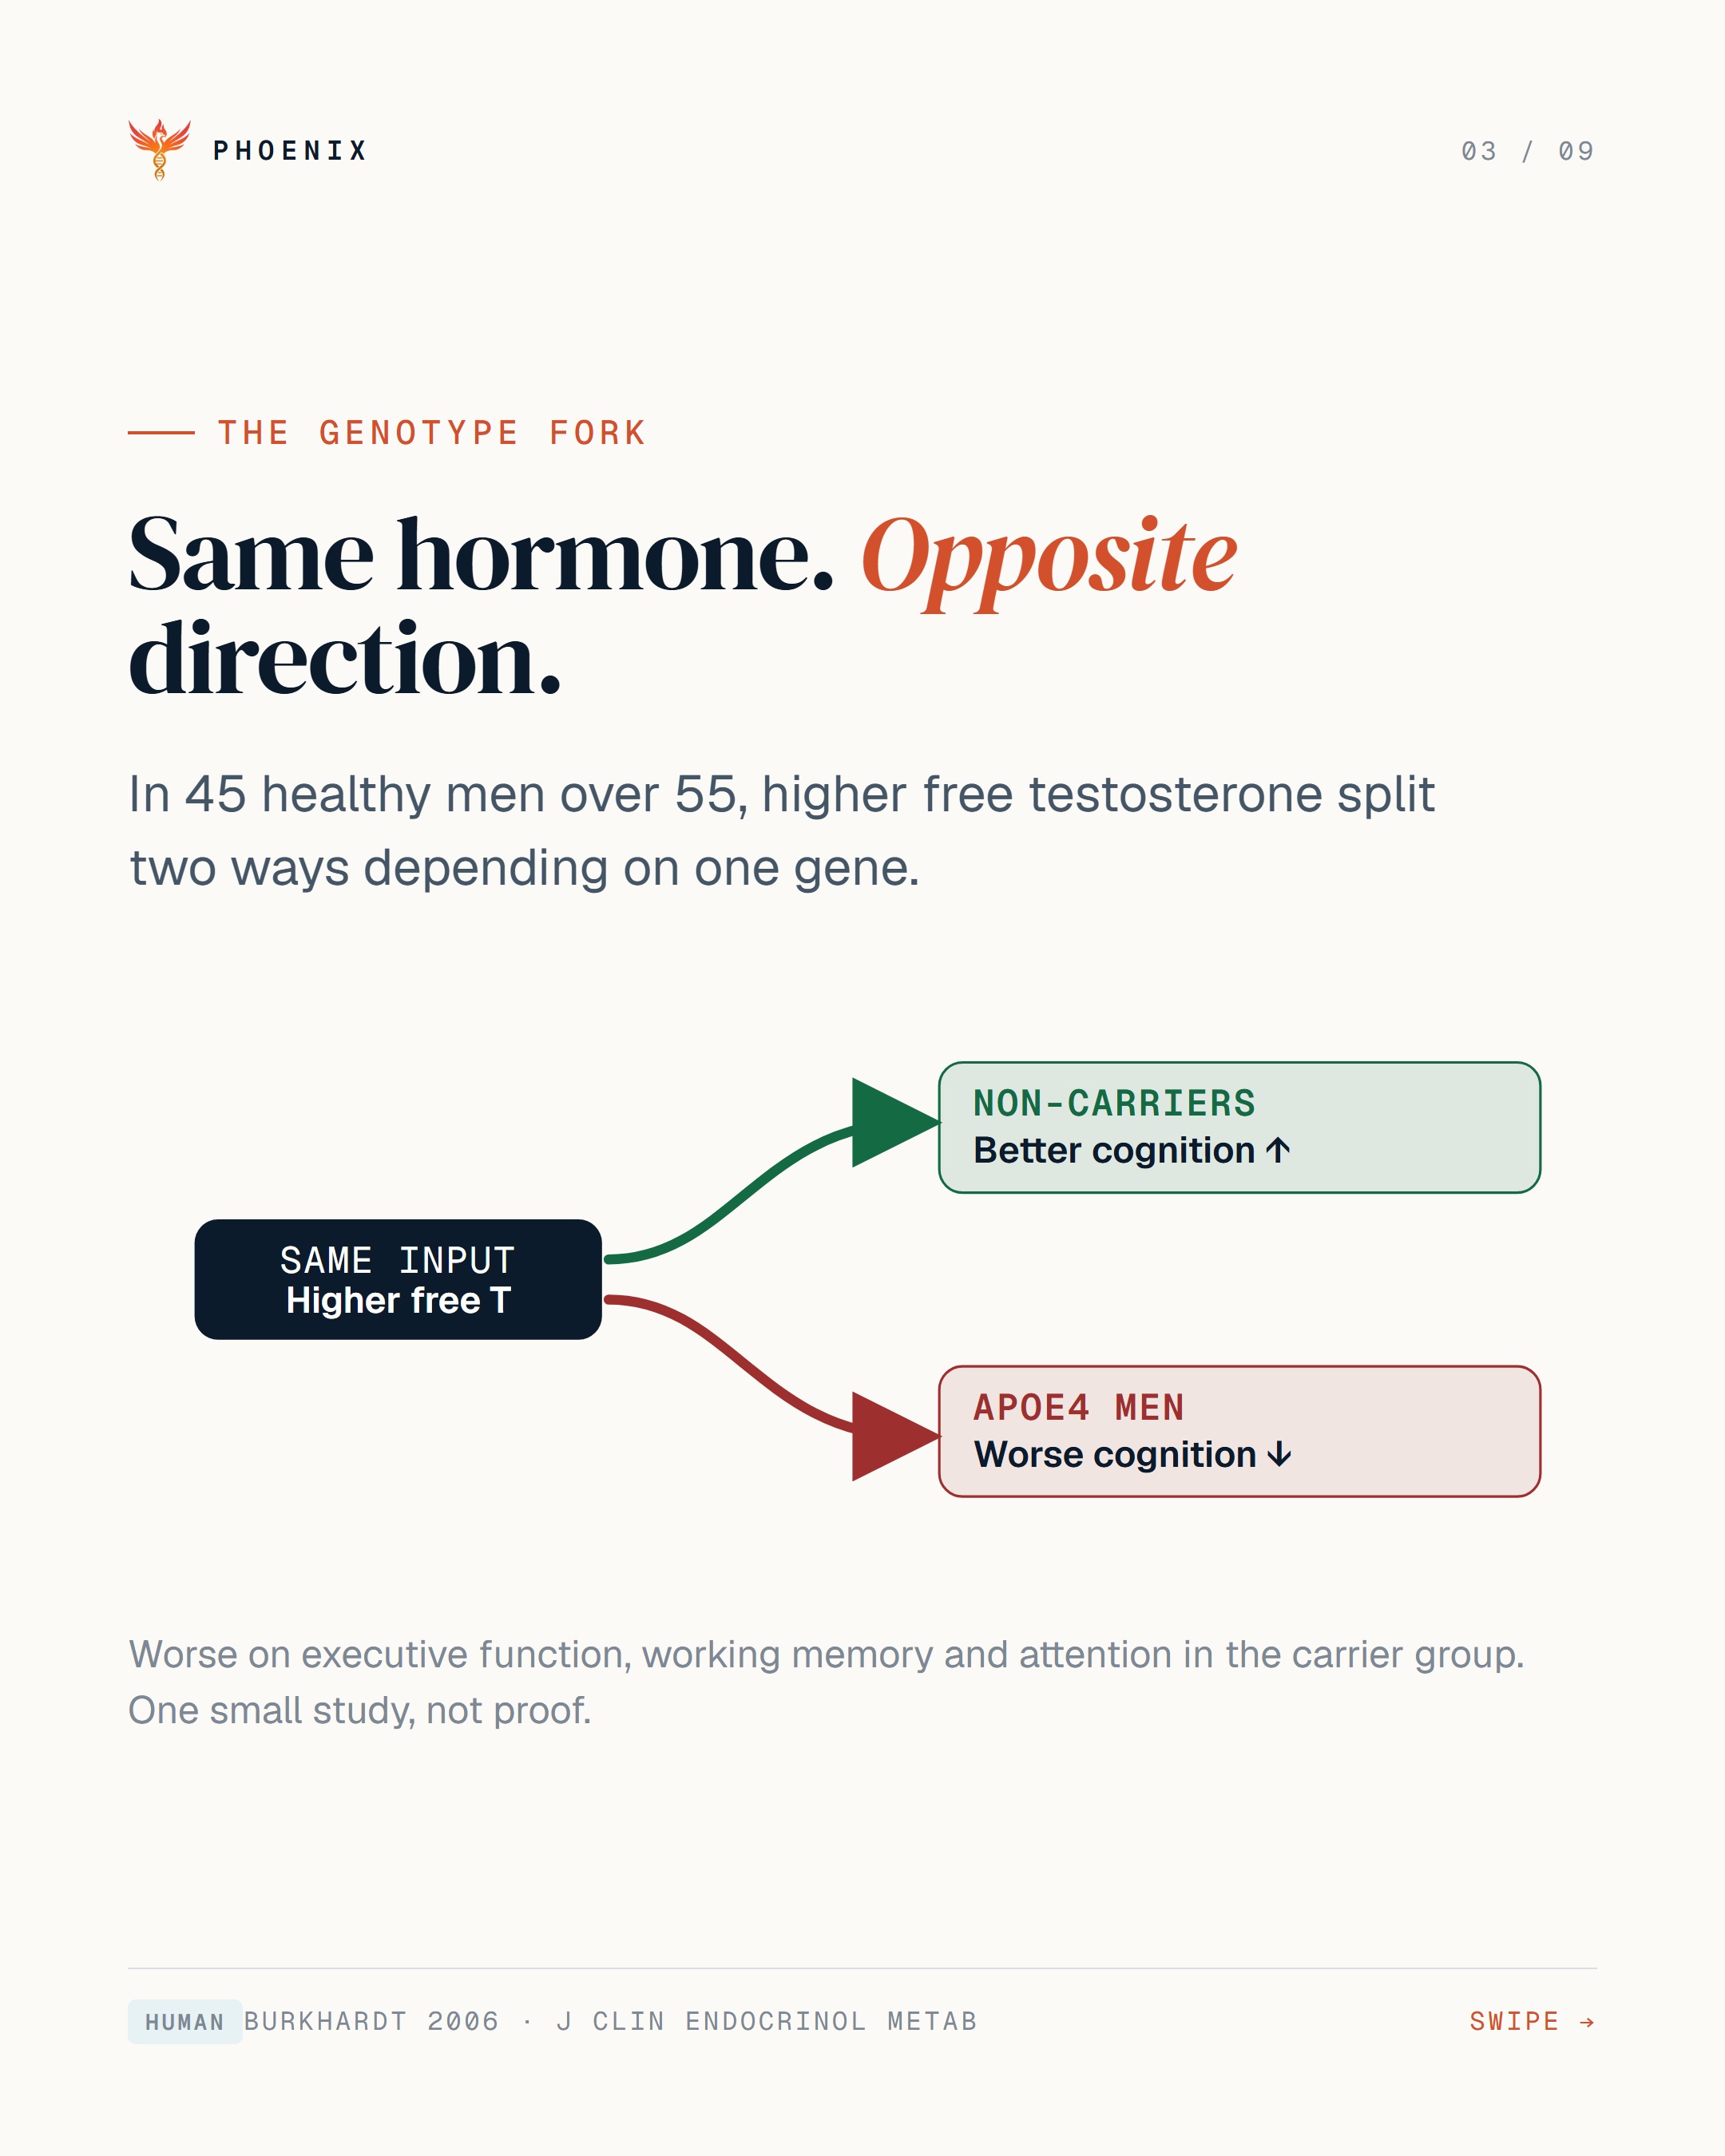 PHOENIX
03 / 09
THE GENOTYPE FORK
Same hormone. Opposite
direction.
In 45 healthy men over 55, higher free testosterone split
two ways depending on one gene.
NON-CARRIERS
Better cognition ↑
SAME INPUT
Higher free T
APOE4 MEN
Worse cognition ↓
Worse on executive function, working memory and attention in the carrier group.
One small study, not proof.
HUMAN BURKHARDT 2006 · J CLIN ENDOCRINOL METAB
SWIPE →